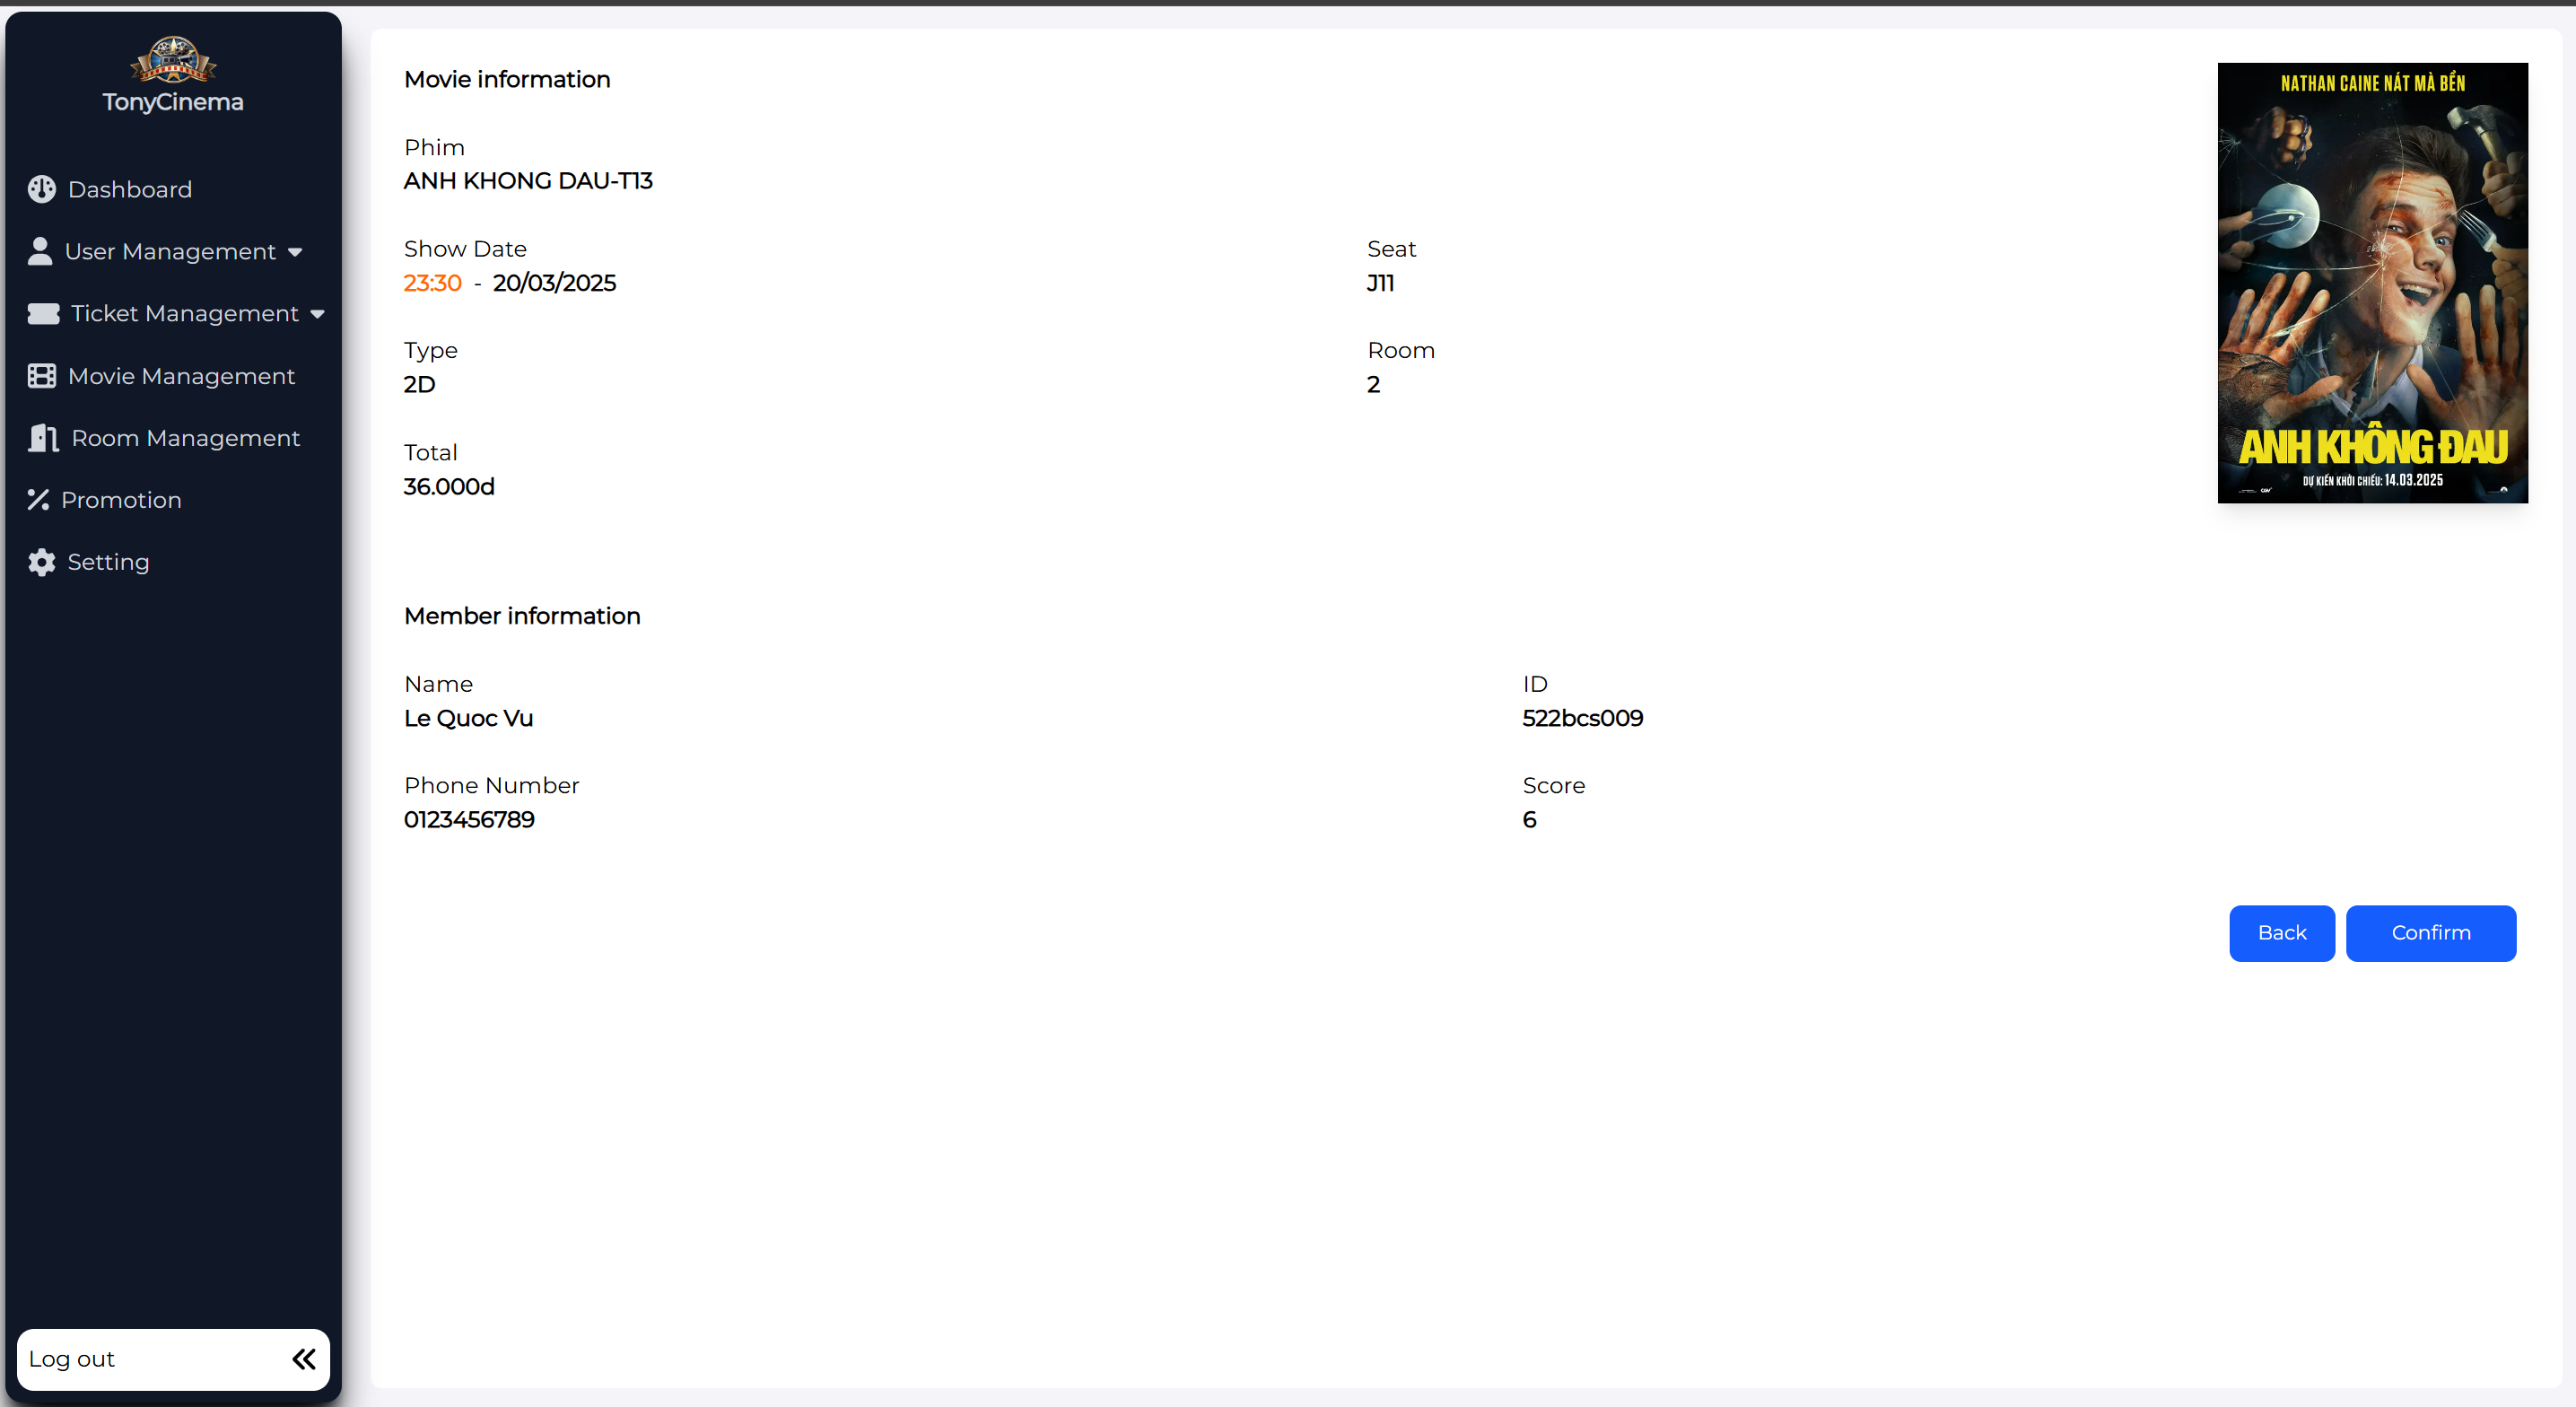 TonyCinema
Dashboard
User Management
Ticket Management
Movie Management
Room Management
Promotion
Setting
Log out
Movie information
Phim
ANH KHONG DAU-T13
Show Date
23:30 - 20/03/2025
Seat
J11
Type
2D
Room
2
Total
36.000d
NATHAN CAINE NÁT MÀ BỀN
ANH KHÔNG ĐAU
DỰ KIẾN KHỞI CHIẾU: 14.03.2025
Member information
Name
Le Quoc Vu
ID
522bcs009
Phone Number
0123456789
Score
6
Back
Confirm